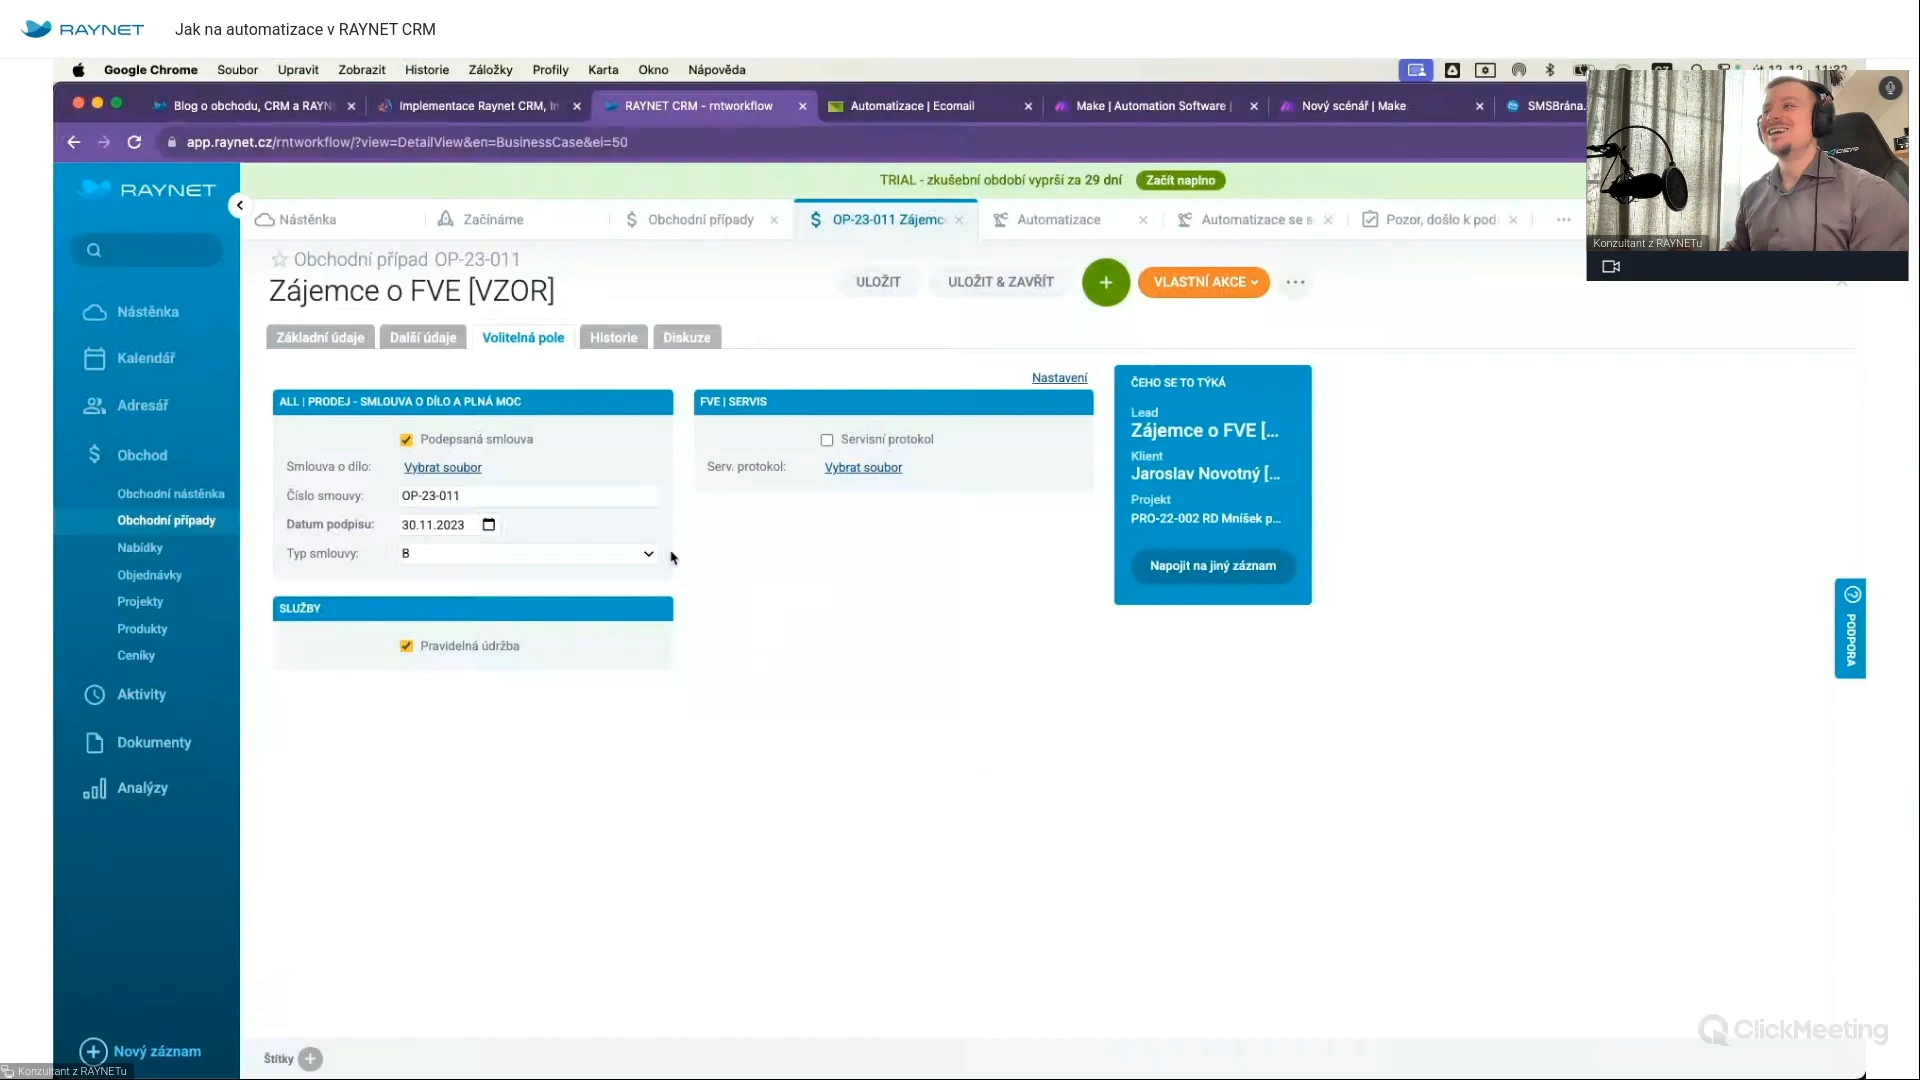 RAYNET
Jak na automatizace v RAYNET CRM
Google Chrome Soubor Upravit Zobrazit Historie Záložky Profily Karta Okno Nápověda
Blog o obchodu, CRM a RAYN
Implementace Raynet CRM, In
RAYNET CRM - rntworkflow
Automatizace | Ecomail
Make | Automation Software
Nový scénář | Make
SMSBrána.
app.raynet.cz/rntworkflow/?view=DetailView&en=BusinessCase&ei=50
RAYNET
TRIAL - zkušební období vyprší za 29 dní
Začít naplno
Nástěnka
Začínáme
Obchodní případy
OP-23-011 Zájemc
Automatizace
Automatizace se s
Pozor, došlo k pod
Konzultant z RAYNETu
Obchodní případ OP-23-011
Zájemce o FVE [VZOR]
ULOŽIT
ULOŽIT & ZAVŘÍT
VLASTNÍ AKCE
Základní údaje
Další údaje
Volitelná pole
Historie
Diskuze
Nástěnka
Kalendář
Adresář
Obchod
Obchodní nástěnka
Obchodní případy
Nabídky
Objednávky
Projekty
Produkty
Ceníky
Aktivity
Dokumenty
Analýzy
Nový záznam
Nastavení
ALL | PRODEJ - SMLOUVA O DÍLO A PLNÁ MOC
Podepsaná smlouva
Smlouva o dílo: Vybrat soubor
Číslo smouvy: OP-23-011
Datum podpisu: 30.11.2023
Typ smlouvy: B
SLUŽBY
Pravidelná údržba
FVE | SERVIS
Servisní protokol
Serv. protokol: Vybrat soubor
ČEHO SE TO TÝKÁ
Lead
Zájemce o FVE [...
Klient
Jaroslav Novotný [...
Projekt
PRO-22-002 RD Mníšek p...
Napojit na jiný záznam
PODPORA
Štítky
ClickMeeting
Konzultant z RAYNETu